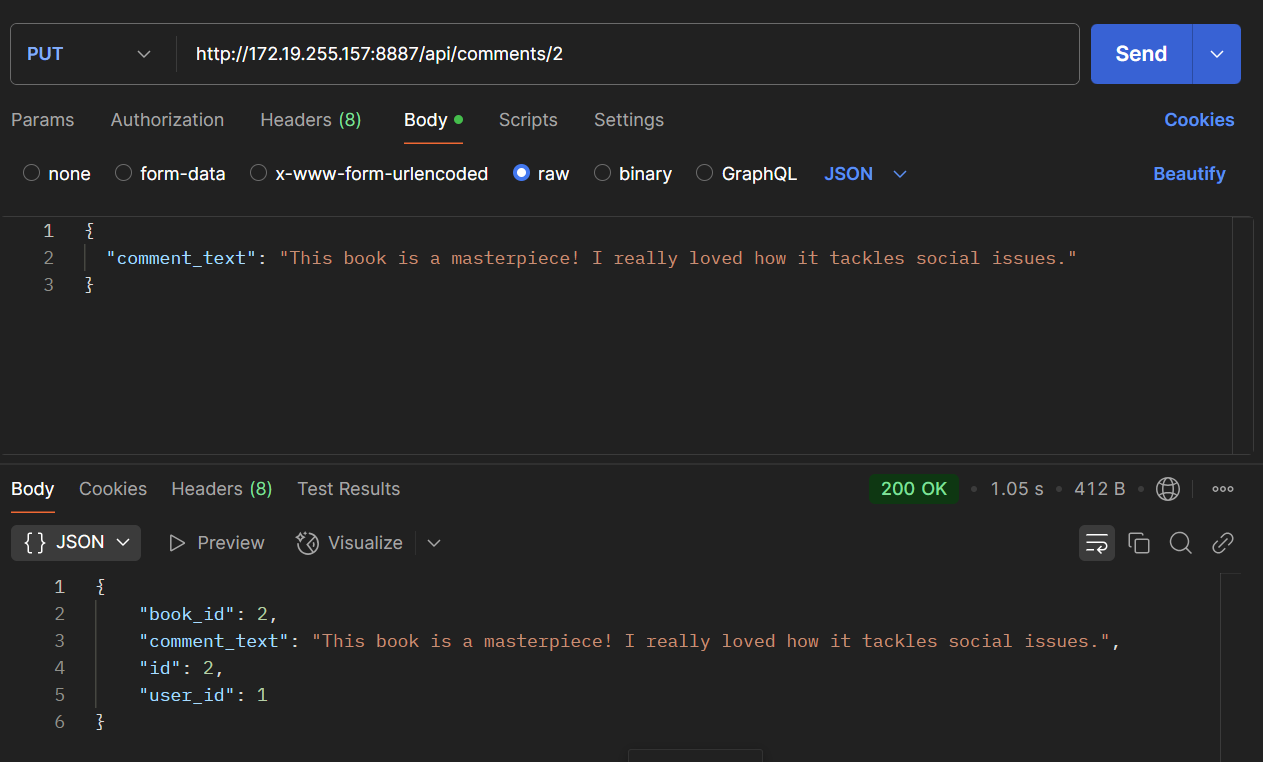 PUT http://172.19.255.157:8887/api/comments/2 Send
Params Authorization Headers (8) Body Scripts Settings Cookies
none form-data x-www-form-urlencoded raw binary GraphQL JSON Beautify
1 {
2 "comment_text": "This book is a masterpiece! I really loved how it tackles social issues."
3 }
Body Cookies Headers (8) Test Results 200 OK 1.05 s 412 B
{} JSON Preview Visualize
1 {
2 "book_id": 2,
3 "comment_text": "This book is a masterpiece! I really loved how it tackles social issues.",
4 "id": 2,
5 "user_id": 1
6 }